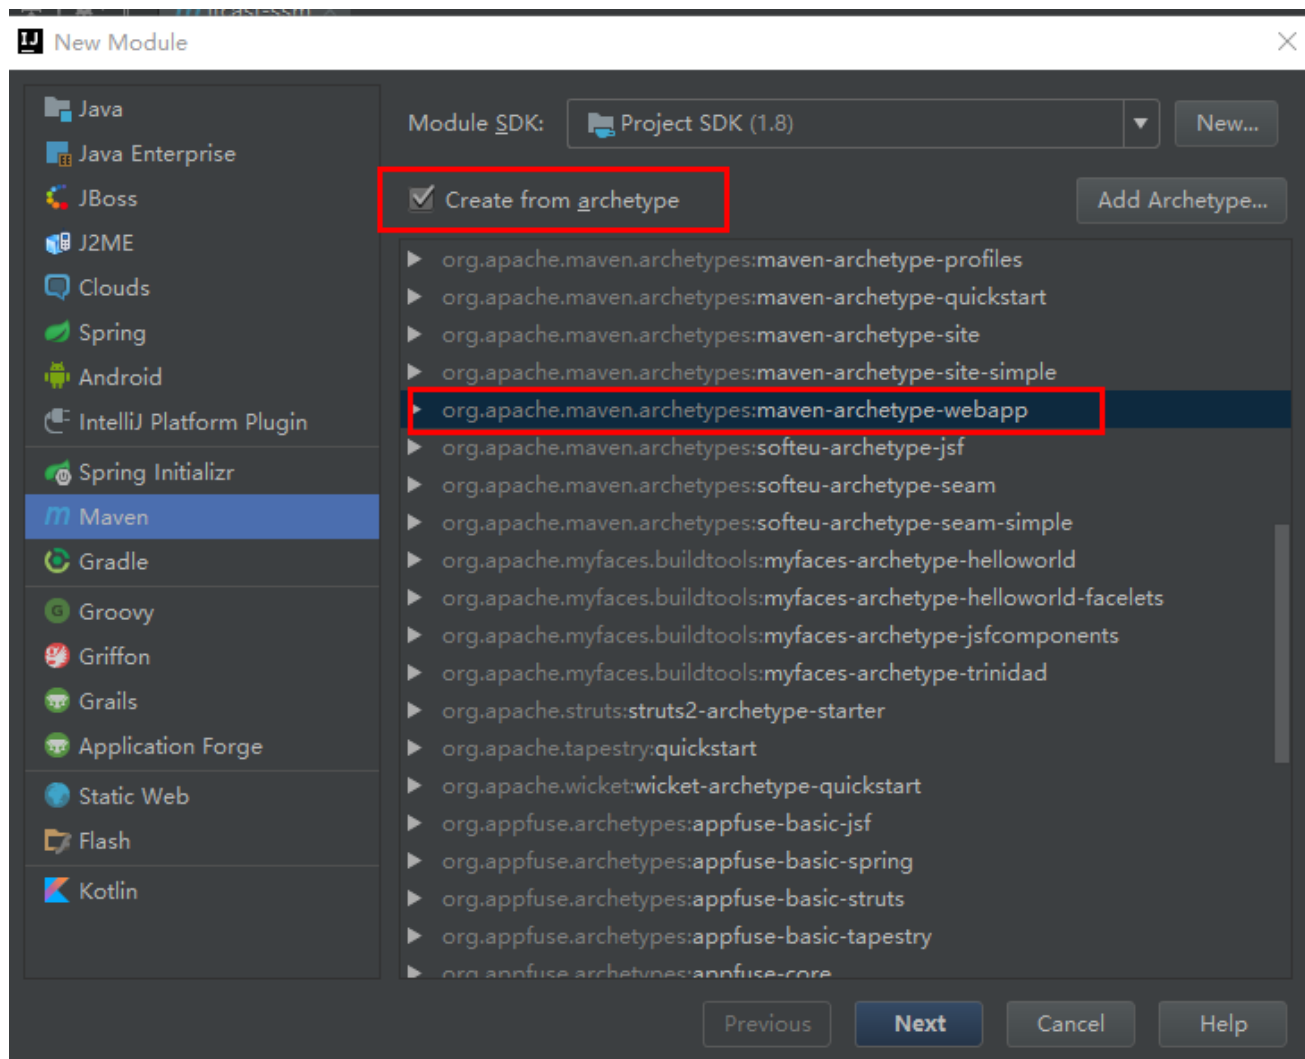 New Module
Java
Java Enterprise
JBoss
J2ME
Clouds
Spring
Android
IntelliJ Platform Plugin
Spring Initializr
Maven
Gradle
Groovy
Griffon
Grails
Application Forge
Static Web
Flash
Kotlin
Module SDK: Project SDK (1.8) New...
Create from archetype Add Archetype...
org.apache.maven.archetypes:maven-archetype-profiles
org.apache.maven.archetypes:maven-archetype-quickstart
org.apache.maven.archetypes:maven-archetype-site
org.apache.maven.archetypes:maven-archetype-site-simple
org.apache.maven.archetypes:maven-archetype-webapp
org.apache.maven.archetypes:softeu-archetype-jsf
org.apache.maven.archetypes:softeu-archetype-seam
org.apache.maven.archetypes:softeu-archetype-seam-simple
org.apache.myfaces.buildtools:myfaces-archetype-helloworld
org.apache.myfaces.buildtools:myfaces-archetype-helloworld-facelets
org.apache.myfaces.buildtools:myfaces-archetype-jsfcomponents
org.apache.myfaces.buildtools:myfaces-archetype-trinidad
org.apache.struts:struts2-archetype-starter
org.apache.tapestry:quickstart
org.apache.wicket:wicket-archetype-quickstart
org.appfuse.archetypes:appfuse-basic-jsf
org.appfuse.archetypes:appfuse-basic-spring
org.appfuse.archetypes:appfuse-basic-struts
org.appfuse.archetypes:appfuse-basic-tapestry
org.appfuse.archetypes:appfuse-core
Previous Next Cancel Help